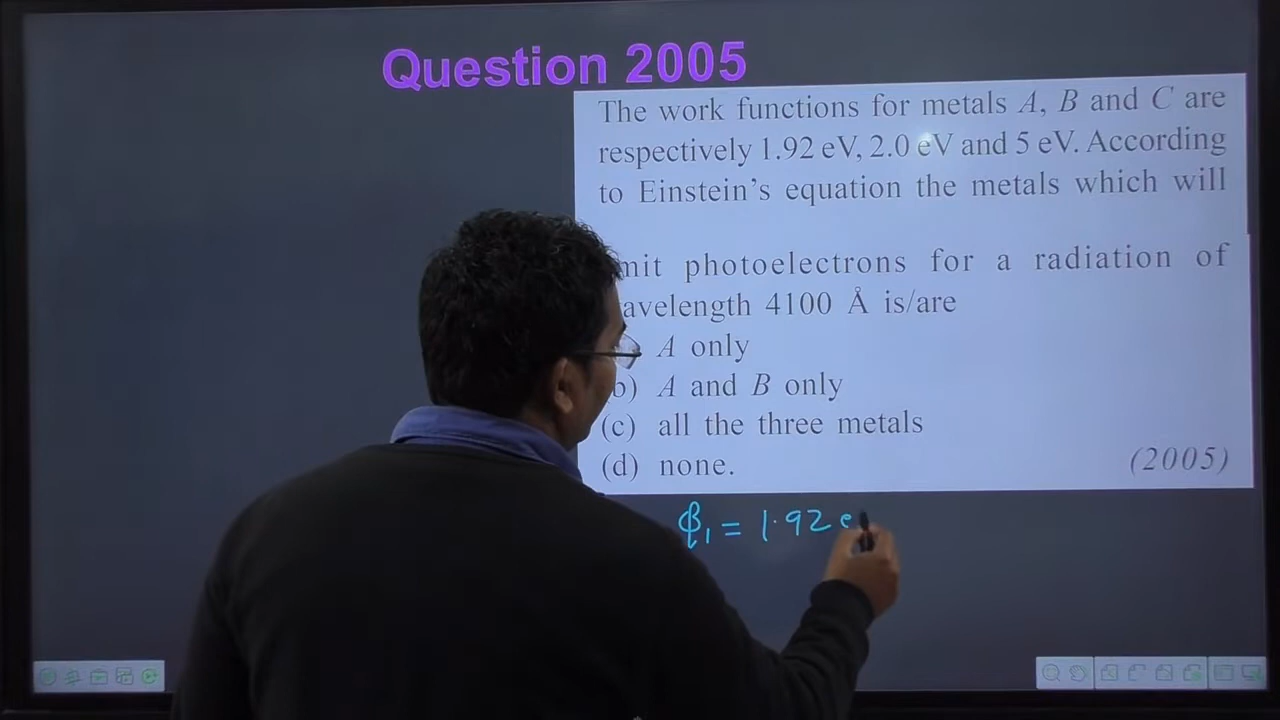 Question 2005
The work functions for metals A, B and C are
respectively 1.92 eV, 2.0 eV and 5 eV. According
to Einstein's equation the metals which will
mit photoelectrons for a radiation of
avelength 4100 Å is/are
A only
b) A and B only
(c) all the three metals
(d) none.
(2005)
ϕ₁ = 1.92 e